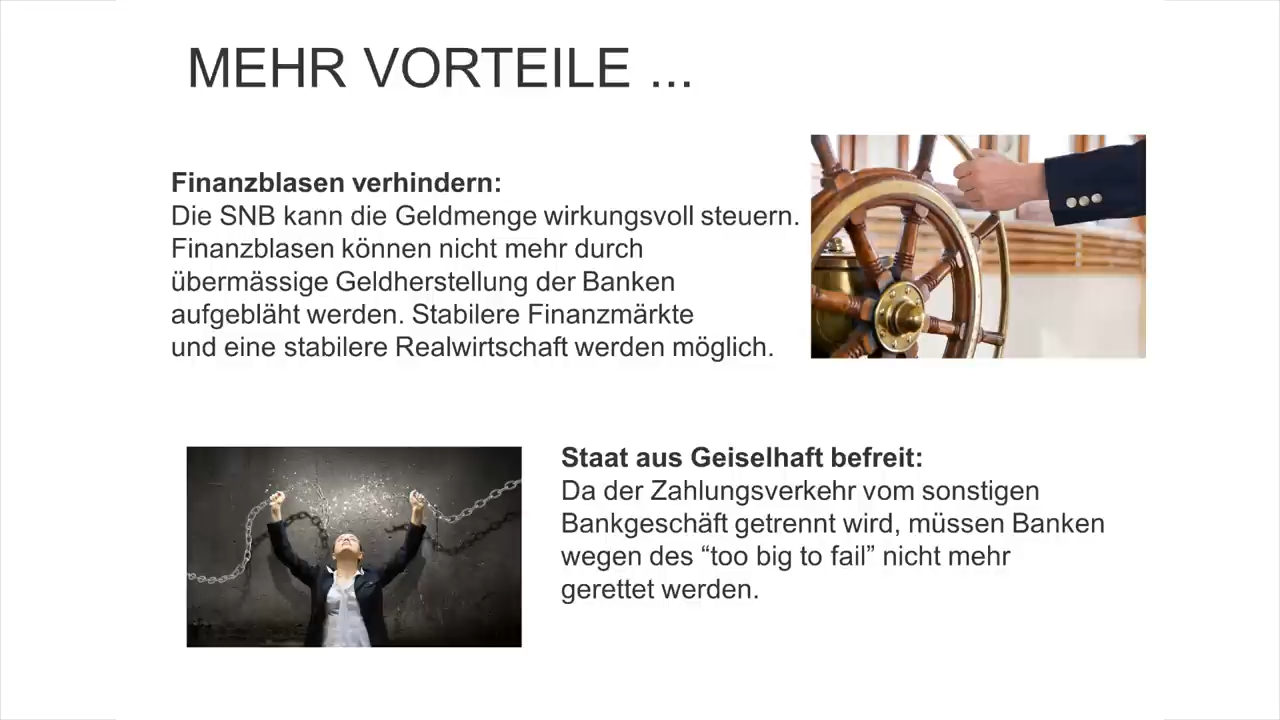 MEHR VORTEILE ...
Finanzblasen verhindern:
Die SNB kann die Geldmenge wirkungsvoll steuern.
Finanzblasen können nicht mehr durch
übermässige Geldherstellung der Banken
aufgebläht werden. Stabilere Finanzmärkte
und eine stabilere Realwirtschaft werden möglich.
Staat aus Geiselhaft befreit:
Da der Zahlungsverkehr vom sonstigen
Bankgeschäft getrennt wird, müssen Banken
wegen des “too big to fail” nicht mehr
gerettet werden.